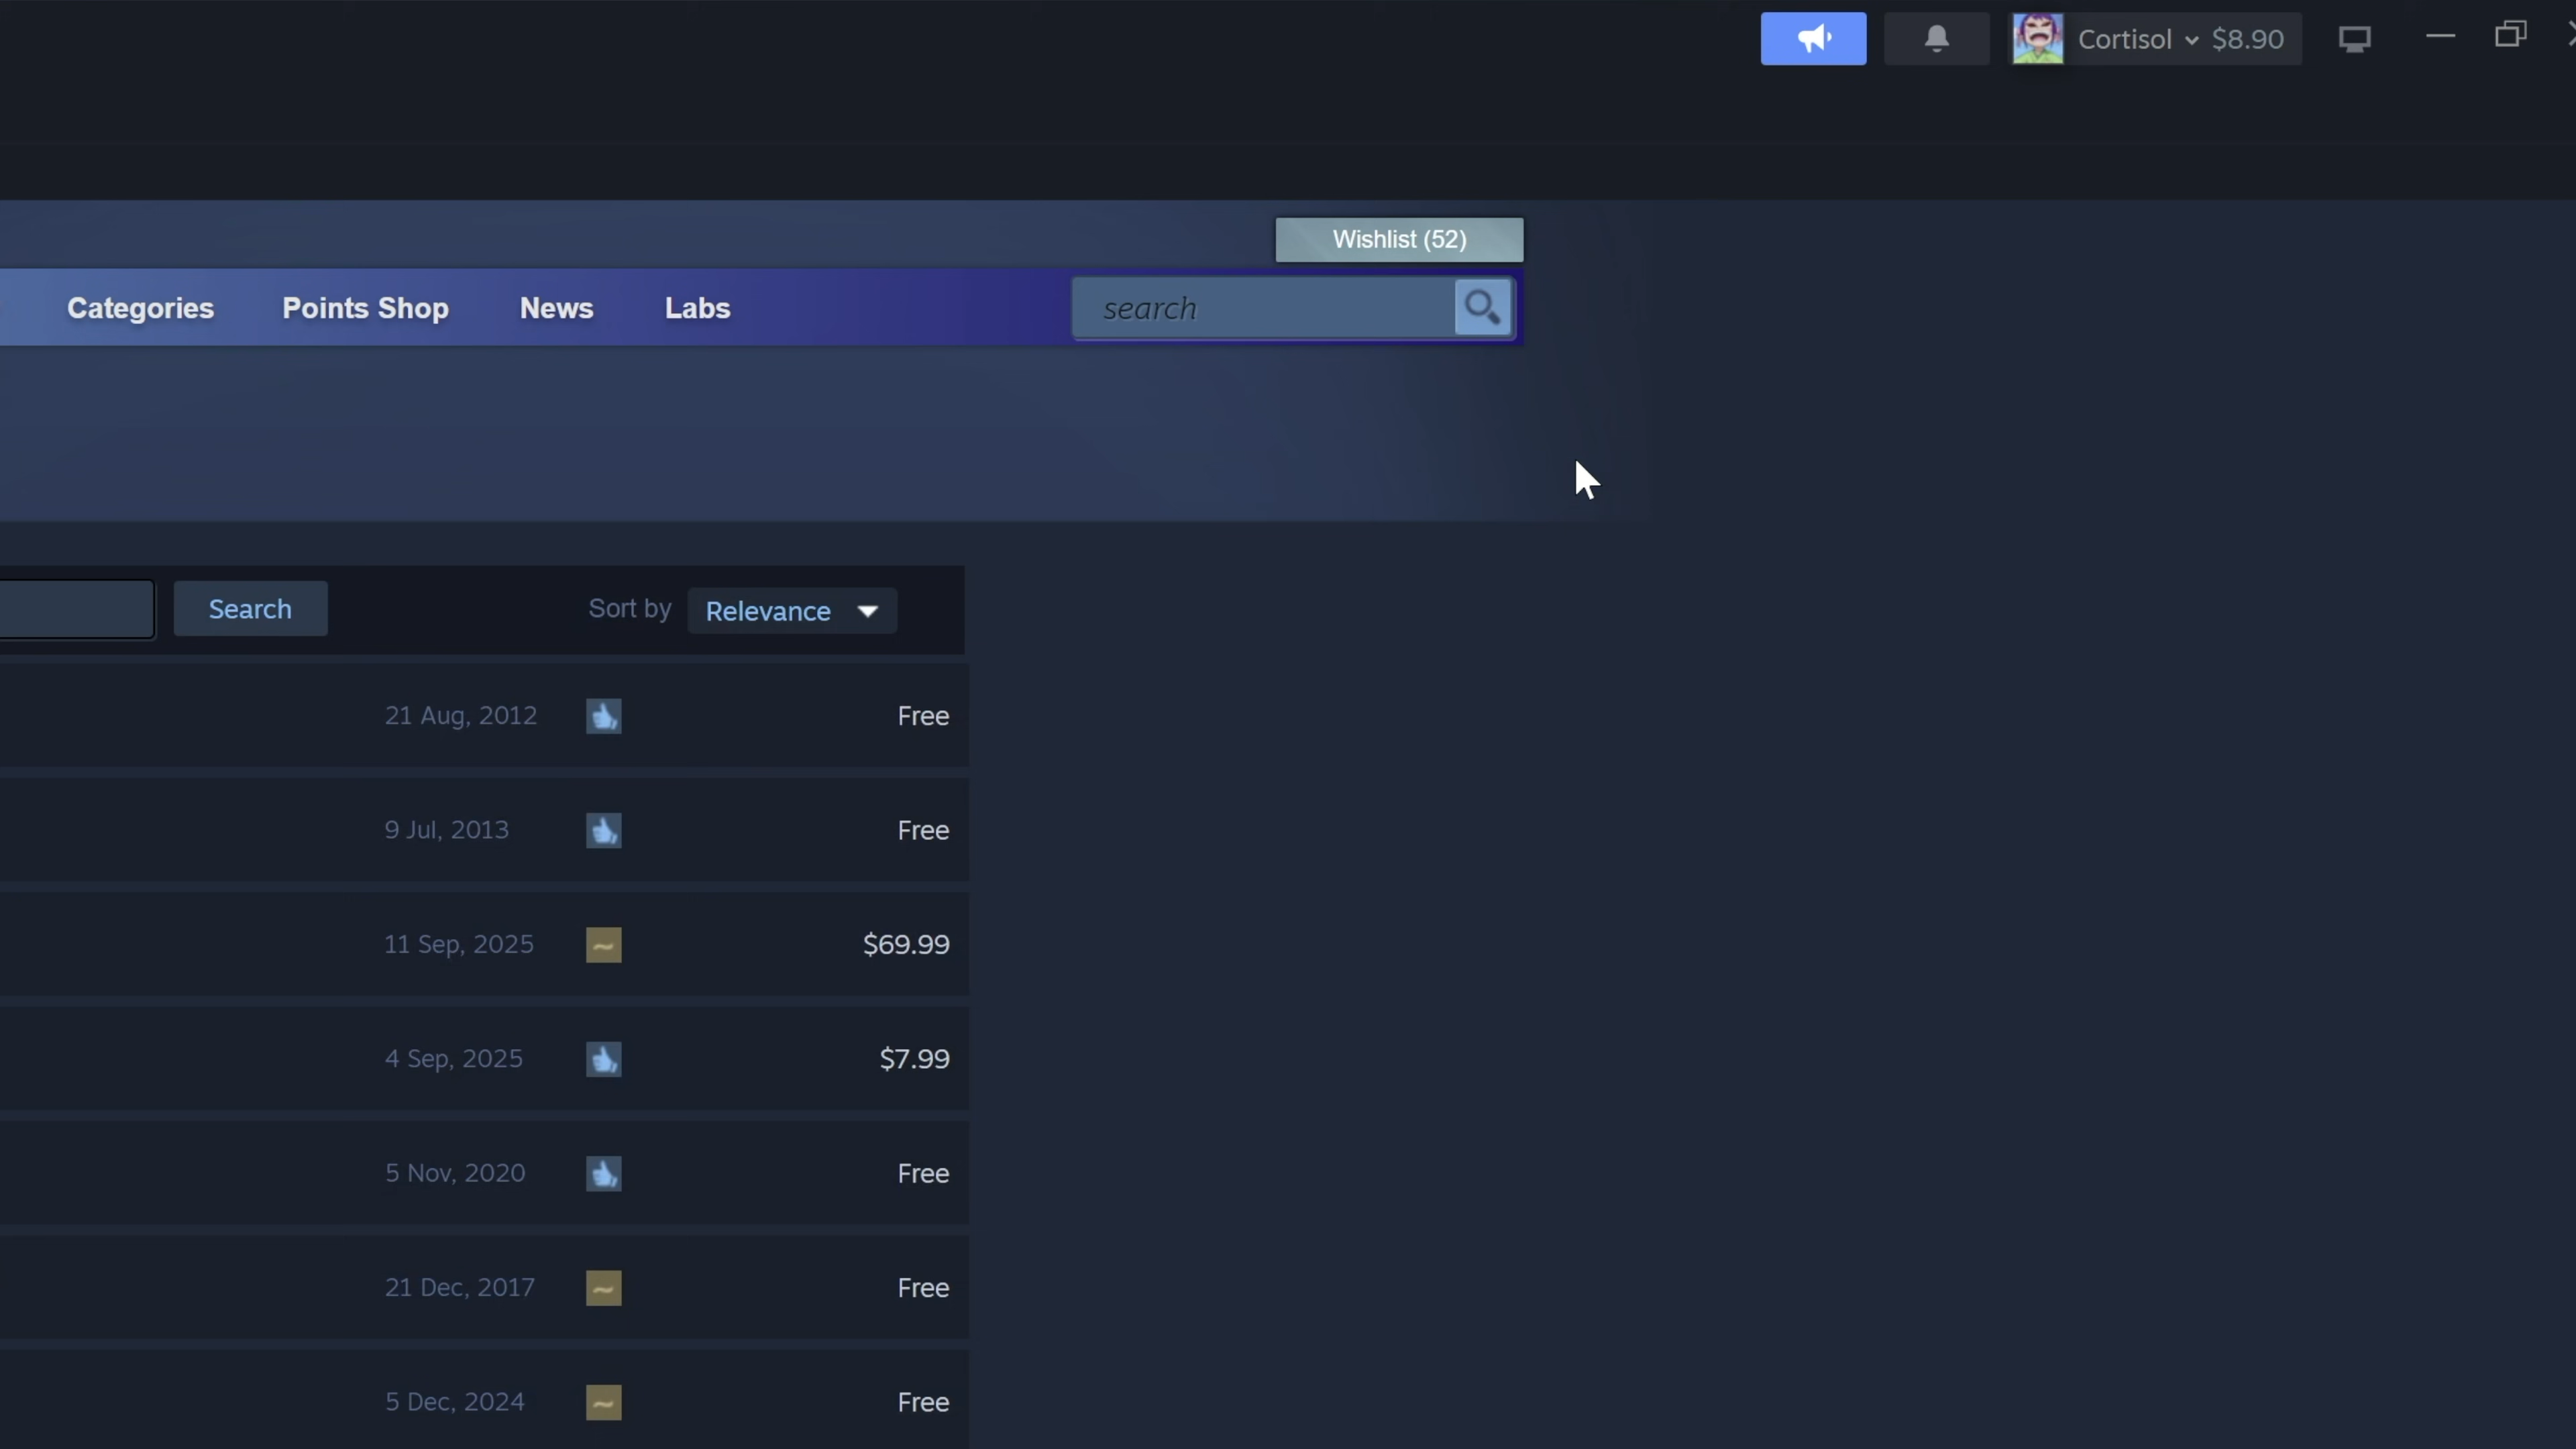 Cortisol $8.90
Wishlist (52)
Categories Points Shop News Labs search
Search Sort by Relevance
21 Aug, 2012 Free
9 Jul, 2013 Free
11 Sep, 2025 $69.99
4 Sep, 2025 $7.99
5 Nov, 2020 Free
21 Dec, 2017 Free
5 Dec, 2024 Free